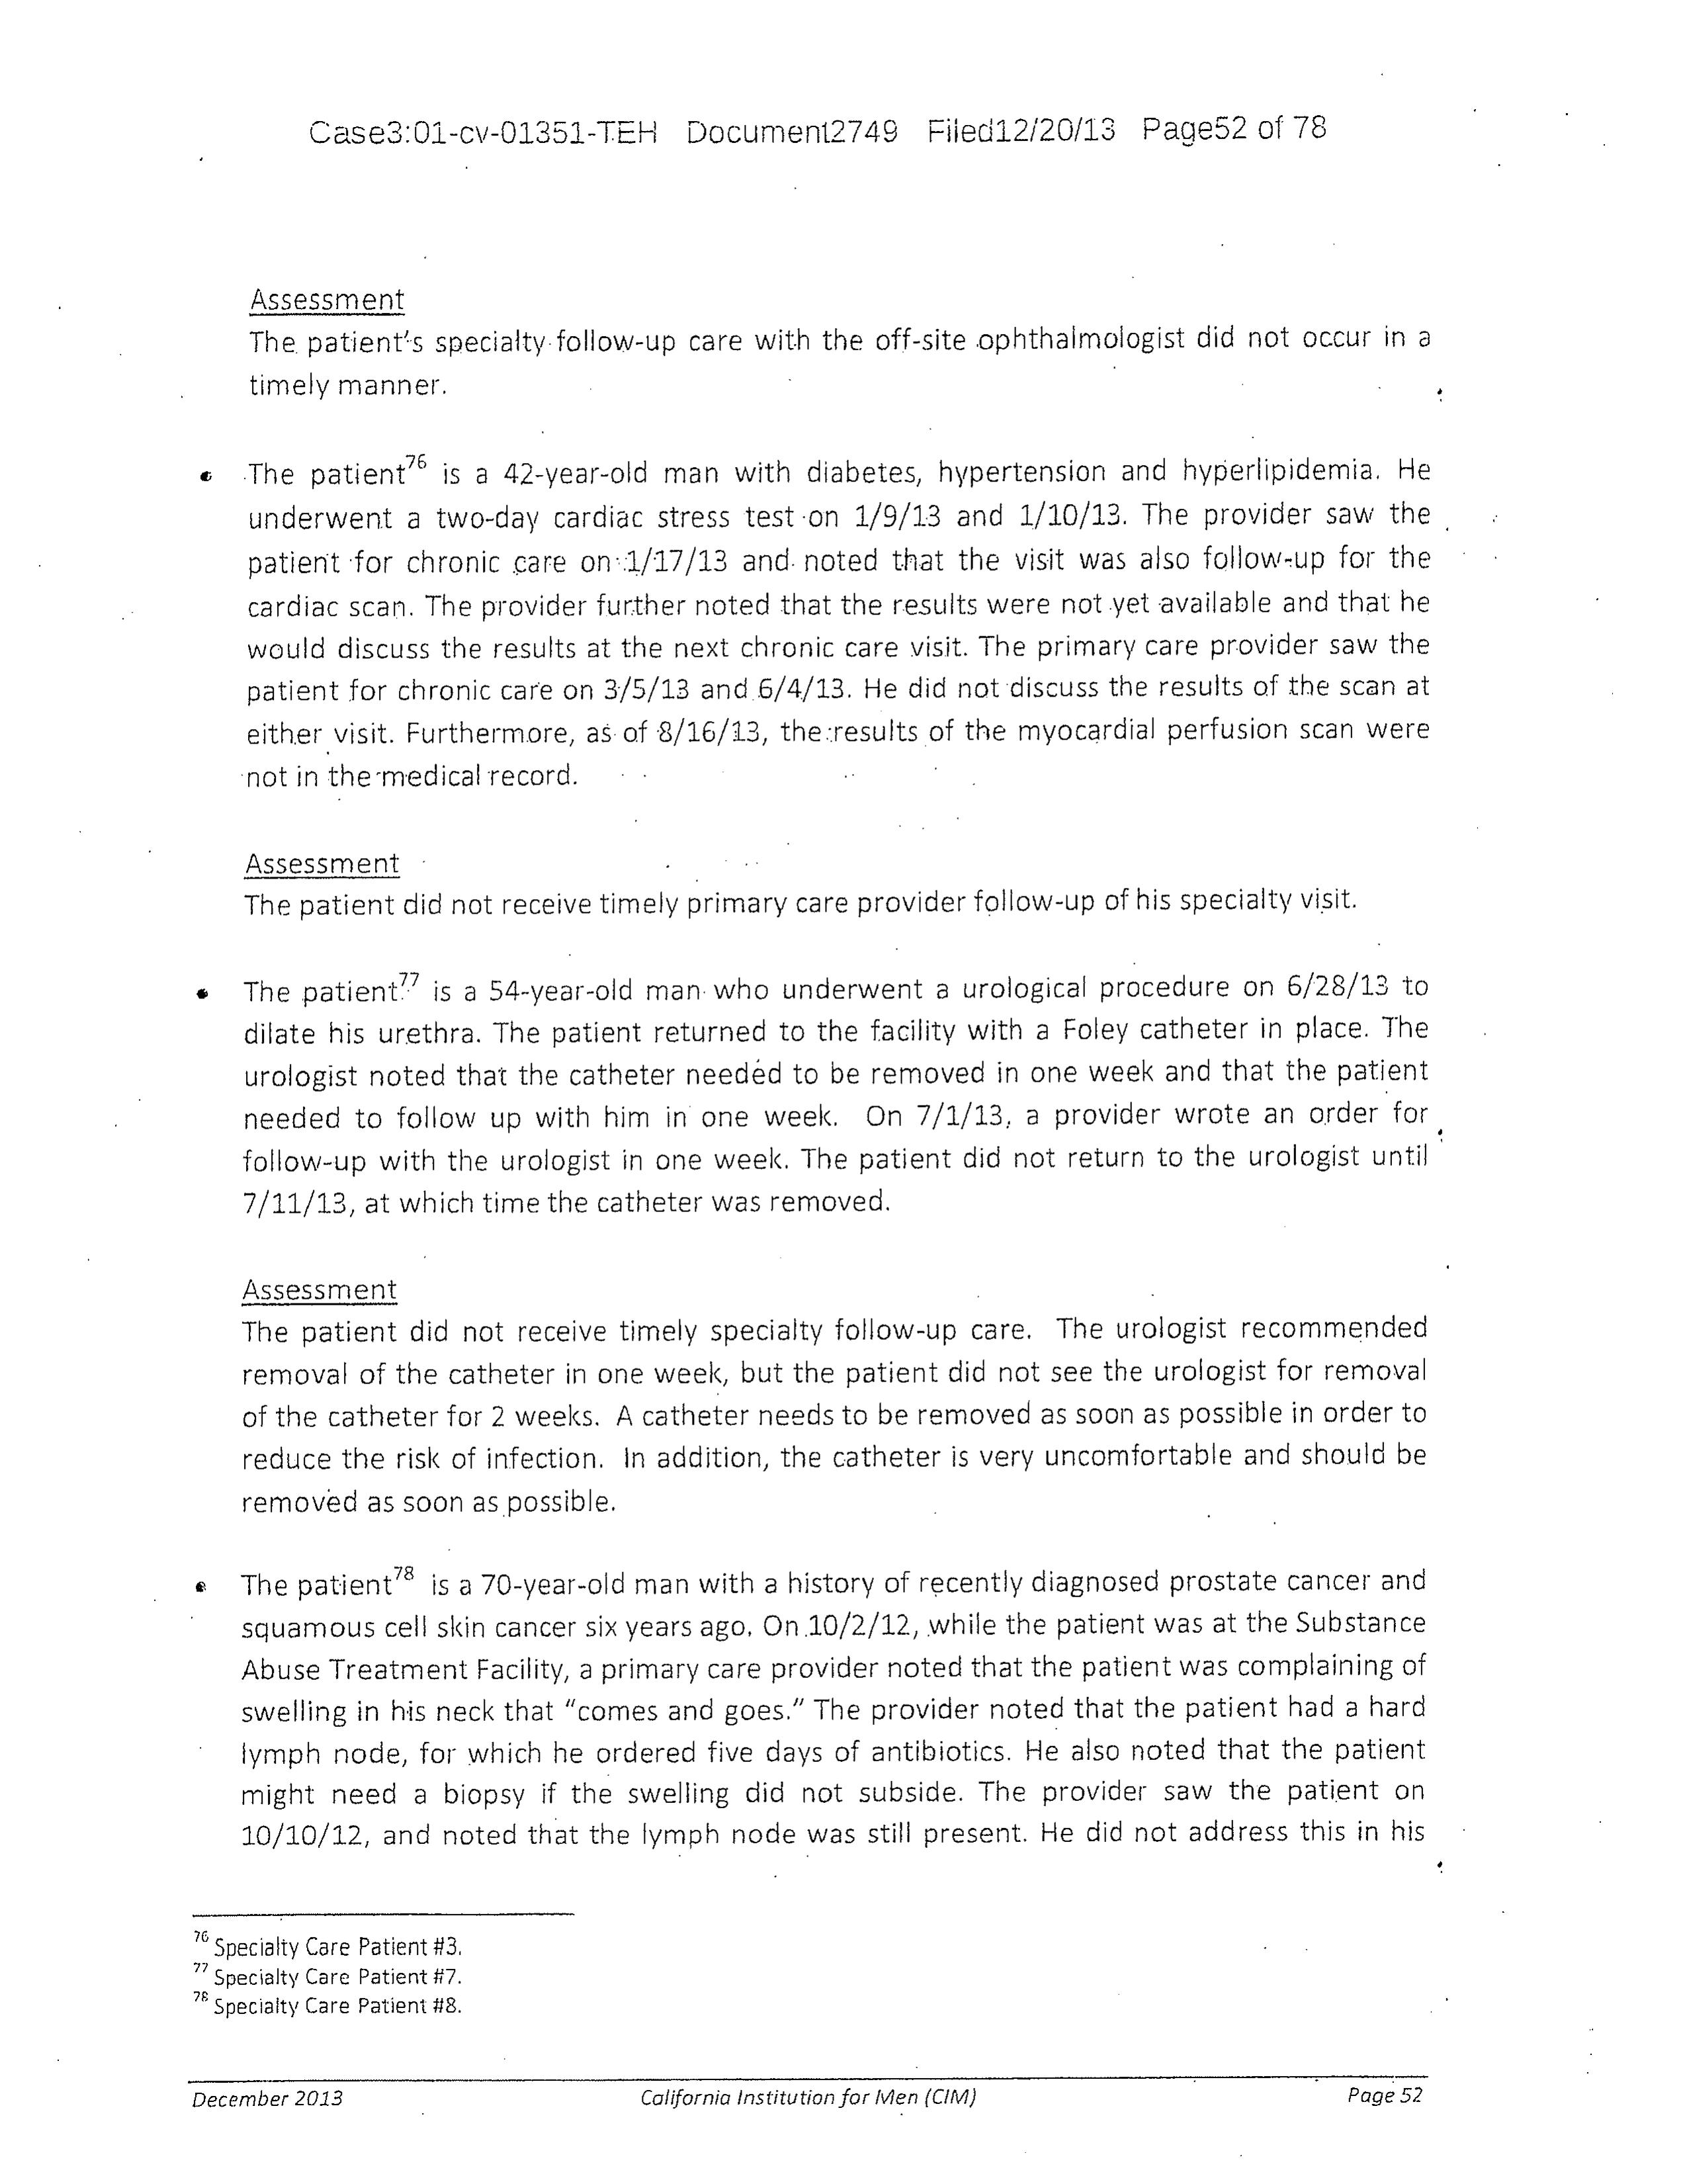 Case3:01-cv-01351-TEH Document2749 Filed12/20/13 Page52 of 78
Assessment
The patient's specialty follow-up care with the off-site ophthalmologist did not occur in a
timely manner.
• The patient76 is a 42-year-old man with diabetes, hypertension and hyperlipidemia. He
underwent a two-day cardiac stress test on 1/9/13 and 1/10/13. The provider saw the
patient for chronic care on 1/17/13 and noted that the visit was also follow-up for the
cardiac scan. The provider further noted that the results were not yet available and that he
would discuss the results at the next chronic care visit. The primary care provider saw the
patient for chronic care on 3/5/13 and 6/4/13. He did not discuss the results of the scan at
either visit. Furthermore, as of 8/16/13, the results of the myocardial perfusion scan were
not in the medical record.
Assessment
The patient did not receive timely primary care provider follow-up of his specialty visit.
• The patient77 is a 54-year-old man who underwent a urological procedure on 6/28/13 to
dilate his urethra. The patient returned to the facility with a Foley catheter in place. The
urologist noted that the catheter needed to be removed in one week and that the patient
needed to follow up with him in one week. On 7/1/13, a provider wrote an order for
follow-up with the urologist in one week. The patient did not return to the urologist until
7/11/13, at which time the catheter was removed.
Assessment
The patient did not receive timely specialty follow-up care. The urologist recommended
removal of the catheter in one week, but the patient did not see the urologist for removal
of the catheter for 2 weeks. A catheter needs to be removed as soon as possible in order to
reduce the risk of infection. In addition, the catheter is very uncomfortable and should be
removed as soon as possible.
• The patient78 is a 70-year-old man with a history of recently diagnosed prostate cancer and
squamous cell skin cancer six years ago. On 10/2/12, while the patient was at the Substance
Abuse Treatment Facility, a primary care provider noted that the patient was complaining of
swelling in his neck that “comes and goes.” The provider noted that the patient had a hard
lymph node, for which he ordered five days of antibiotics. He also noted that the patient
might need a biopsy if the swelling did not subside. The provider saw the patient on
10/10/12, and noted that the lymph node was still present. He did not address this in his
76 Specialty Care Patient #3.
77 Specialty Care Patient #7.
78 Specialty Care Patient #8.
December 2013 California Institution for Men (CIM) Page 52